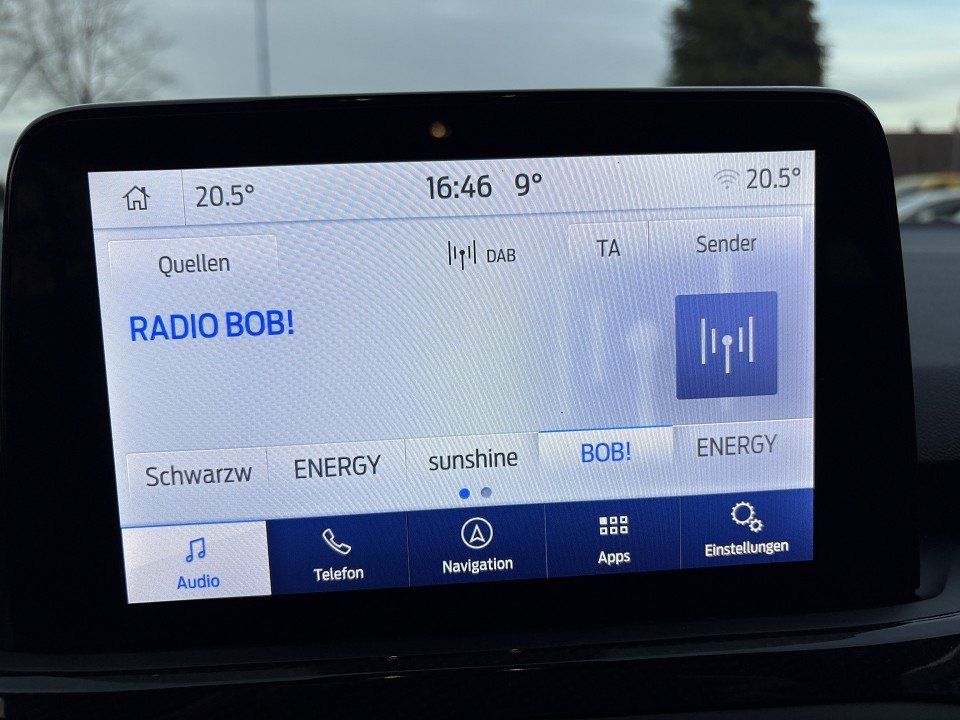 20.5° 16:46 9° 20.5°
Quellen DAB TA Sender
RADIO BOB!
Schwarzw ENERGY sunshine BOB! ENERGY
Audio Telefon Navigation Apps Einstellungen